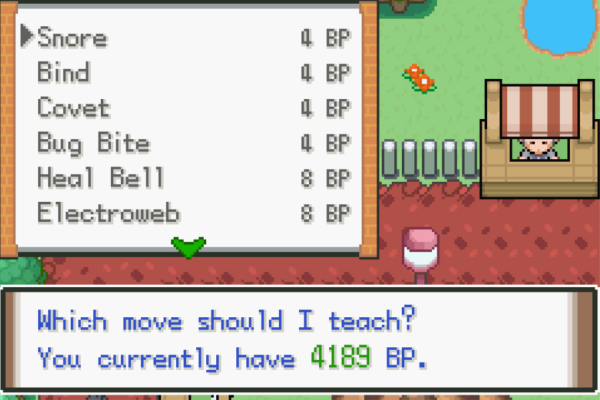 Snore 4 BP
Bind 4 BP
Covet 4 BP
Bug Bite 4 BP
Heal Bell 8 BP
Electroweb 8 BP
Which move should I teach?
You currently have 4189 BP.